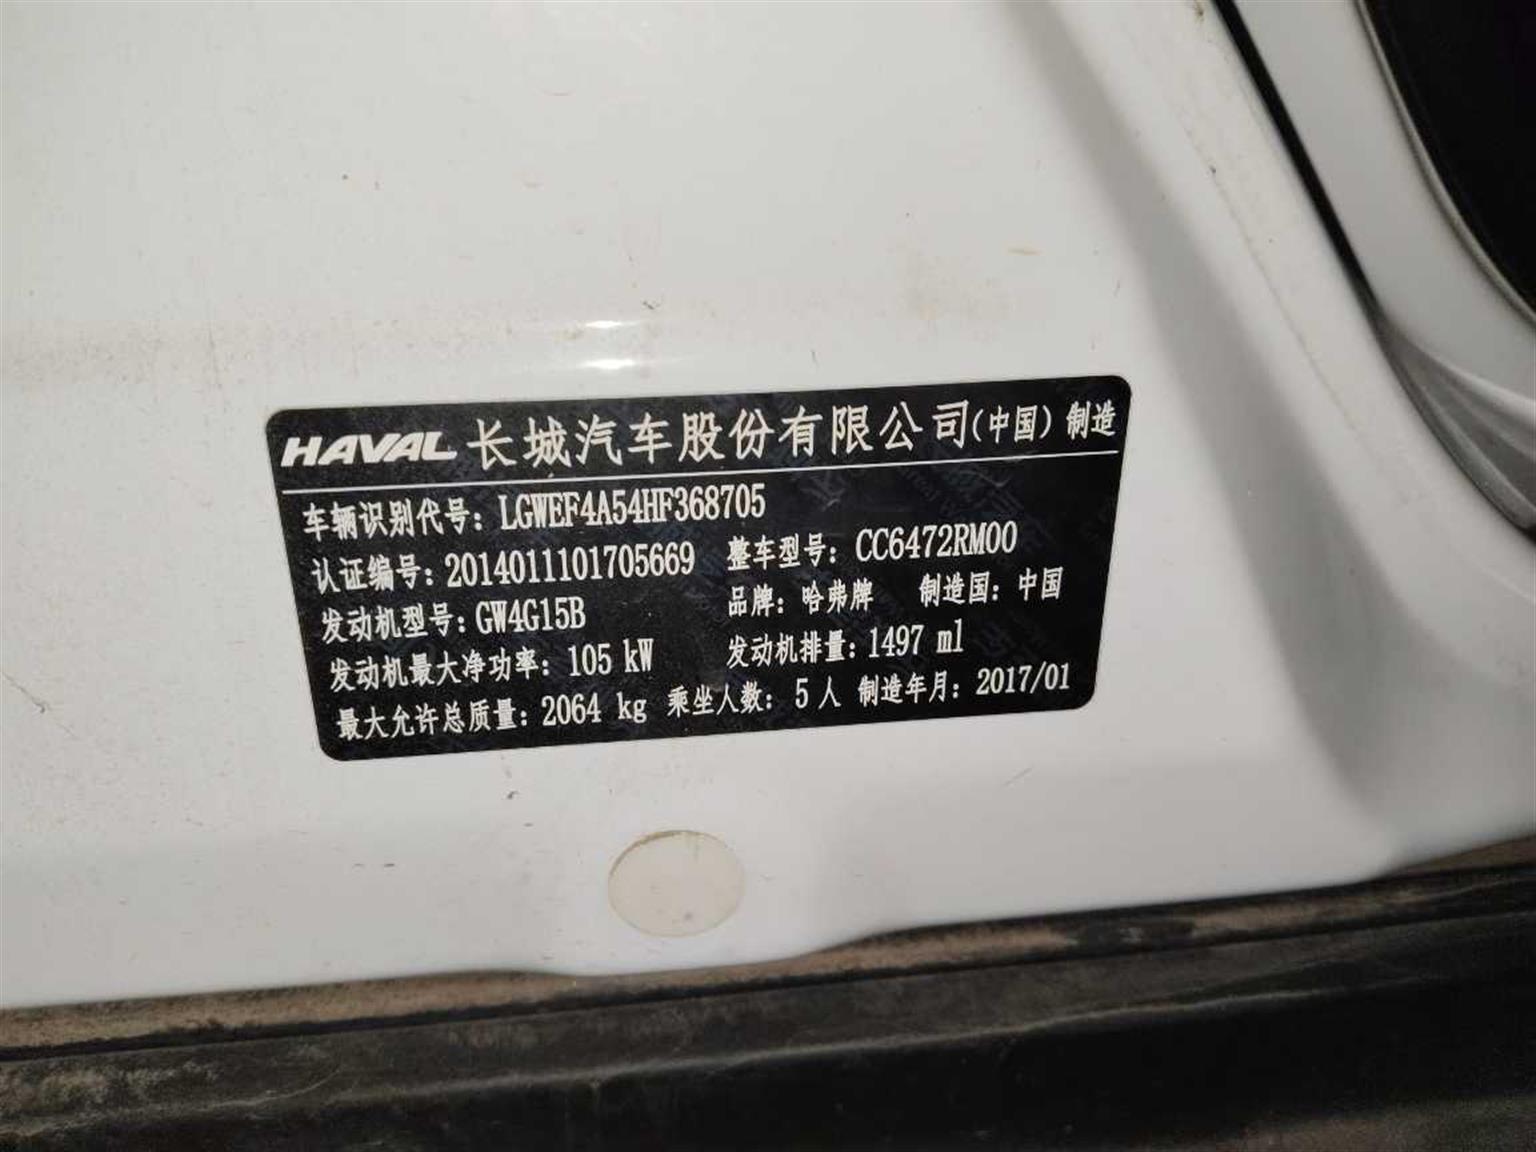 HAVAL 长城汽车股份有限公司(中国)制造
车辆识别代号：LGWEF4A54HF368705
认证编号：2014011101705669 整车型号：CC6472RM00
发动机型号：GW4G15B 品牌：哈弗牌 制造国：中国
发动机最大净功率：105 kW 发动机排量：1497 ml
最大允许总质量：2064 kg 乘坐人数：5 人 制造年月：2017/01